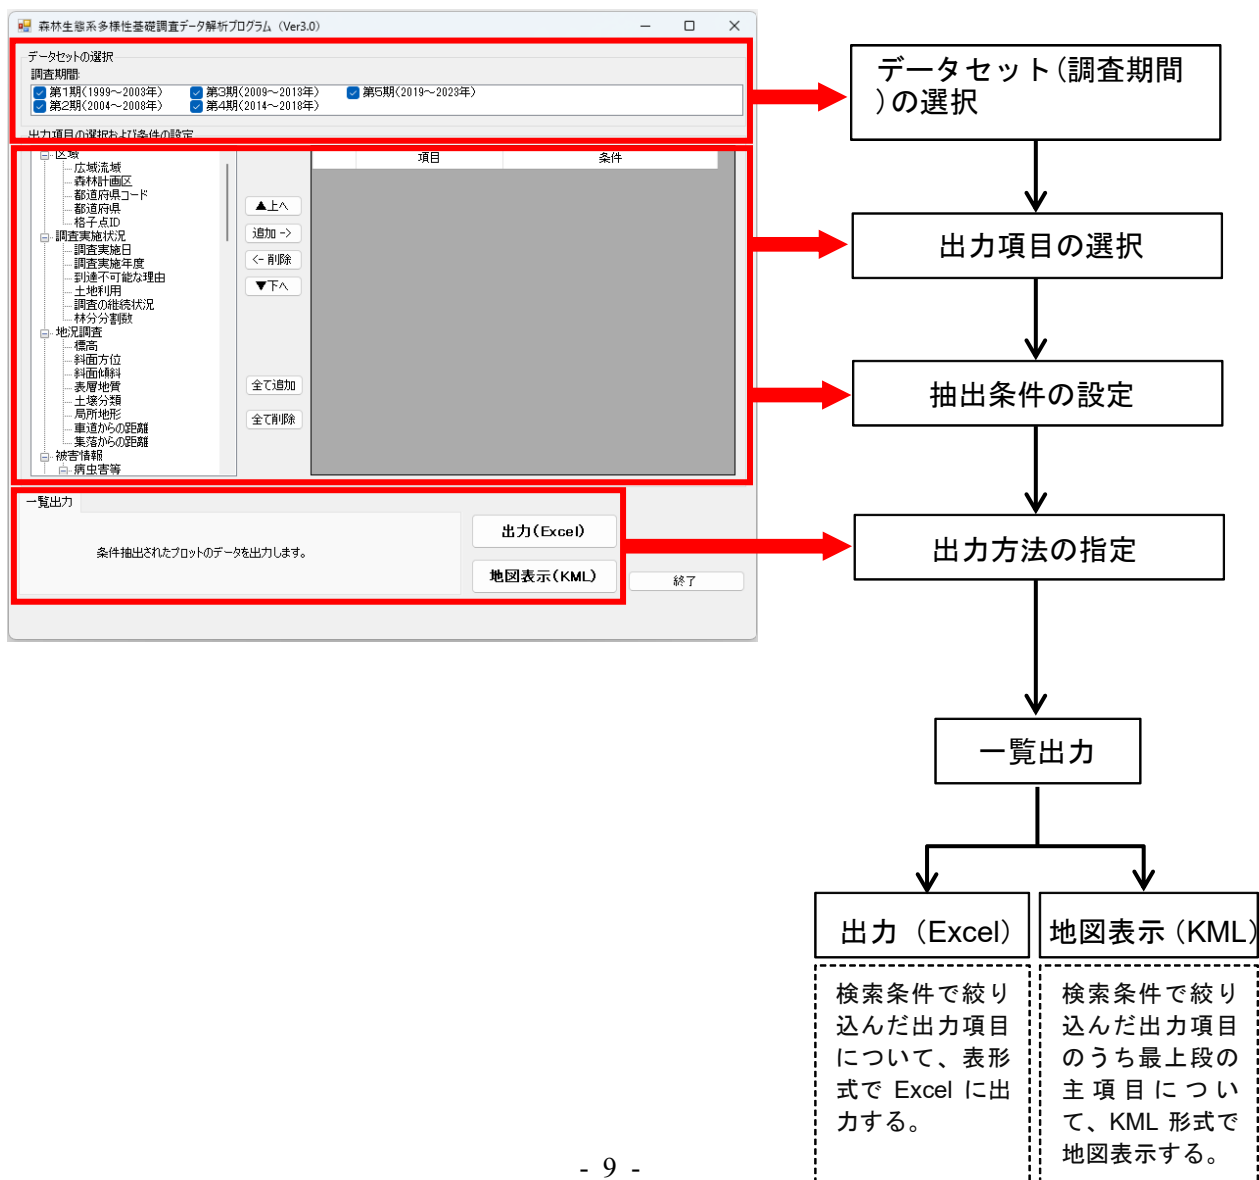 森林生態系多様性基礎調査データ解析プログラム (Ver3.0)
データセットの選択
調査期間:
第1期(1999～2003年)
第3期(2009～2013年)
第5期(2019～2023年)
第2期(2004～2008年)
第4期(2014～2018年)
出力項目の選択および条件の設定
区域
広域流域
森林計画区
都道府県コード
都道府県
格子点ID
調査実施状況
調査実施日
調査実施年度
到達不可能な理由
土地利用
調査の継続状況
林分分割数
地況調査
標高
斜面方位
斜面傾斜
表層地質
土壌分類
局所地形
車道からの距離
集落からの距離
被害情報
病虫害等
▲上へ
追加 ->
<- 削除
▼下へ
全て追加
全て削除
項目
条件
一覧出力
条件抽出されたプロットのデータを出力します。
出力(Excel)
地図表示(KML)
終了
データセット(調査期間
)の選択
出力項目の選択
抽出条件の設定
出力方法の指定
一覧出力
出力（Excel）
検索条件で絞り
込んだ出力項目
について、表形
式で Excel に出
力する。
地図表示（KML）
検索条件で絞り
込んだ出力項目
のうち最上段の
主項目につい
て、KML 形式で
地図表示する。
- 9 -